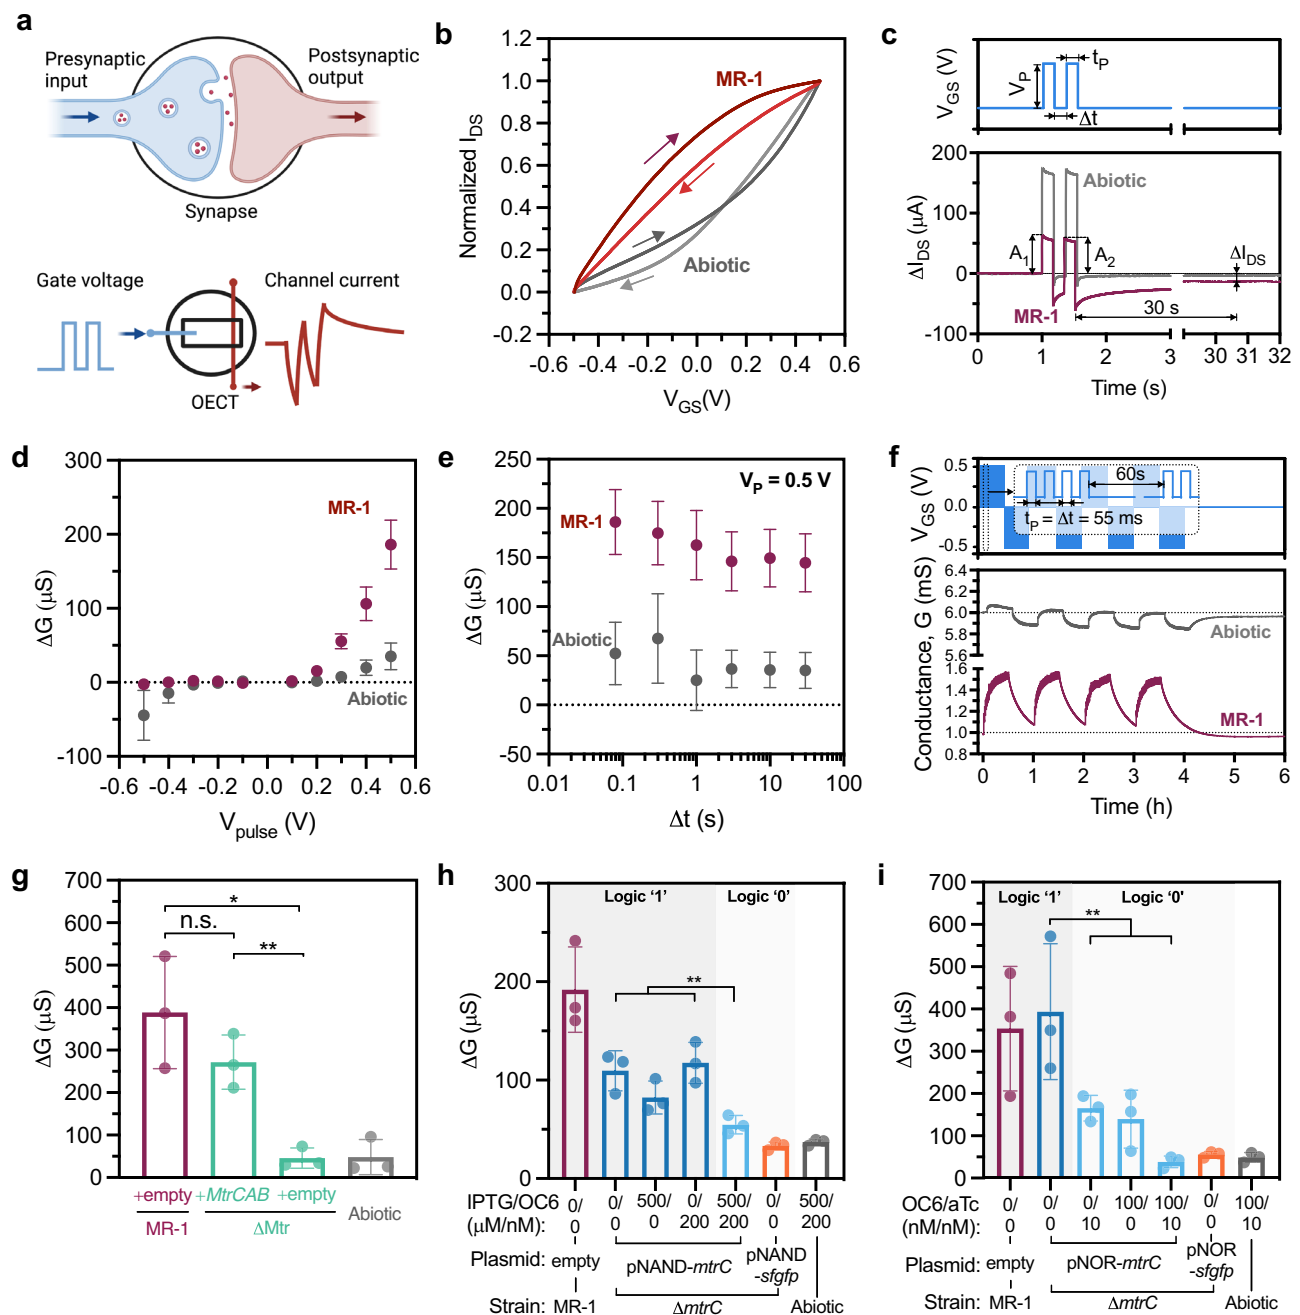 a
Presynaptic
input
Postsynaptic
output
Synapse
Gate voltage
Channel current
OECT
b
Normalized I_DS
1.2
1.0
0.8
0.6
0.4
0.2
0.0
-0.2
MR-1
Abiotic
-0.6 -0.4 -0.2 0.0 0.2 0.4 0.6
V_GS(V)
c
V_GS (V)
V_P
t_P
Δt
ΔI_DS (μA)
200
100
0
-100
Abiotic
A_1
A_2
ΔI_DS
MR-1
30 s
0 1 2 3 30 31 32
Time (s)
d
ΔG (μS)
300
200
100
0
-100
MR-1
Abiotic
-0.6 -0.4 -0.2 0.0 0.2 0.4 0.6
V_pulse (V)
e
ΔG (μS)
250
200
150
100
50
0
-50
V_P = 0.5 V
MR-1
Abiotic
0.01 0.1 1 10 100
Δt (s)
f
V_GS (V)
0.5
0.0
-0.5
60s
t_P = Δt = 55 ms
Conductance, G (mS)
6.4
6.2
6.0
5.8
5.6
Abiotic
1.6
1.4
1.2
1.0
0.8
MR-1
0 1 2 3 4 5 6
Time (h)
g
ΔG (μS)
700
600
500
400
300
200
100
0
*
n.s.
**
+empty +MtrCAB +empty
MR-1 ΔMtr Abiotic
h
ΔG (μS)
300
200
100
0
Logic ‘1’ Logic ‘0’
**
IPTG/OC6 0/ 0/ 500/ 0/ 500/ 0/ 500/
(μM/nM): 0 0 0 200 200 0 200
Plasmid: empty pNAND-mtrC pNAND
-sfgfp
Strain: MR-1 ΔmtrC Abiotic
i
ΔG (μS)
700
600
500
400
300
200
100
0
Logic ‘1’ Logic ‘0'
**
OC6/aTc 0/ 0/ 0/ 100/ 100/ 0/ 100/
(nM/nM): 0 0 10 0 10 0 10
Plasmid: empty pNOR-mtrC pNOR
-sfgfp
Strain: MR-1 ΔmtrC Abiotic